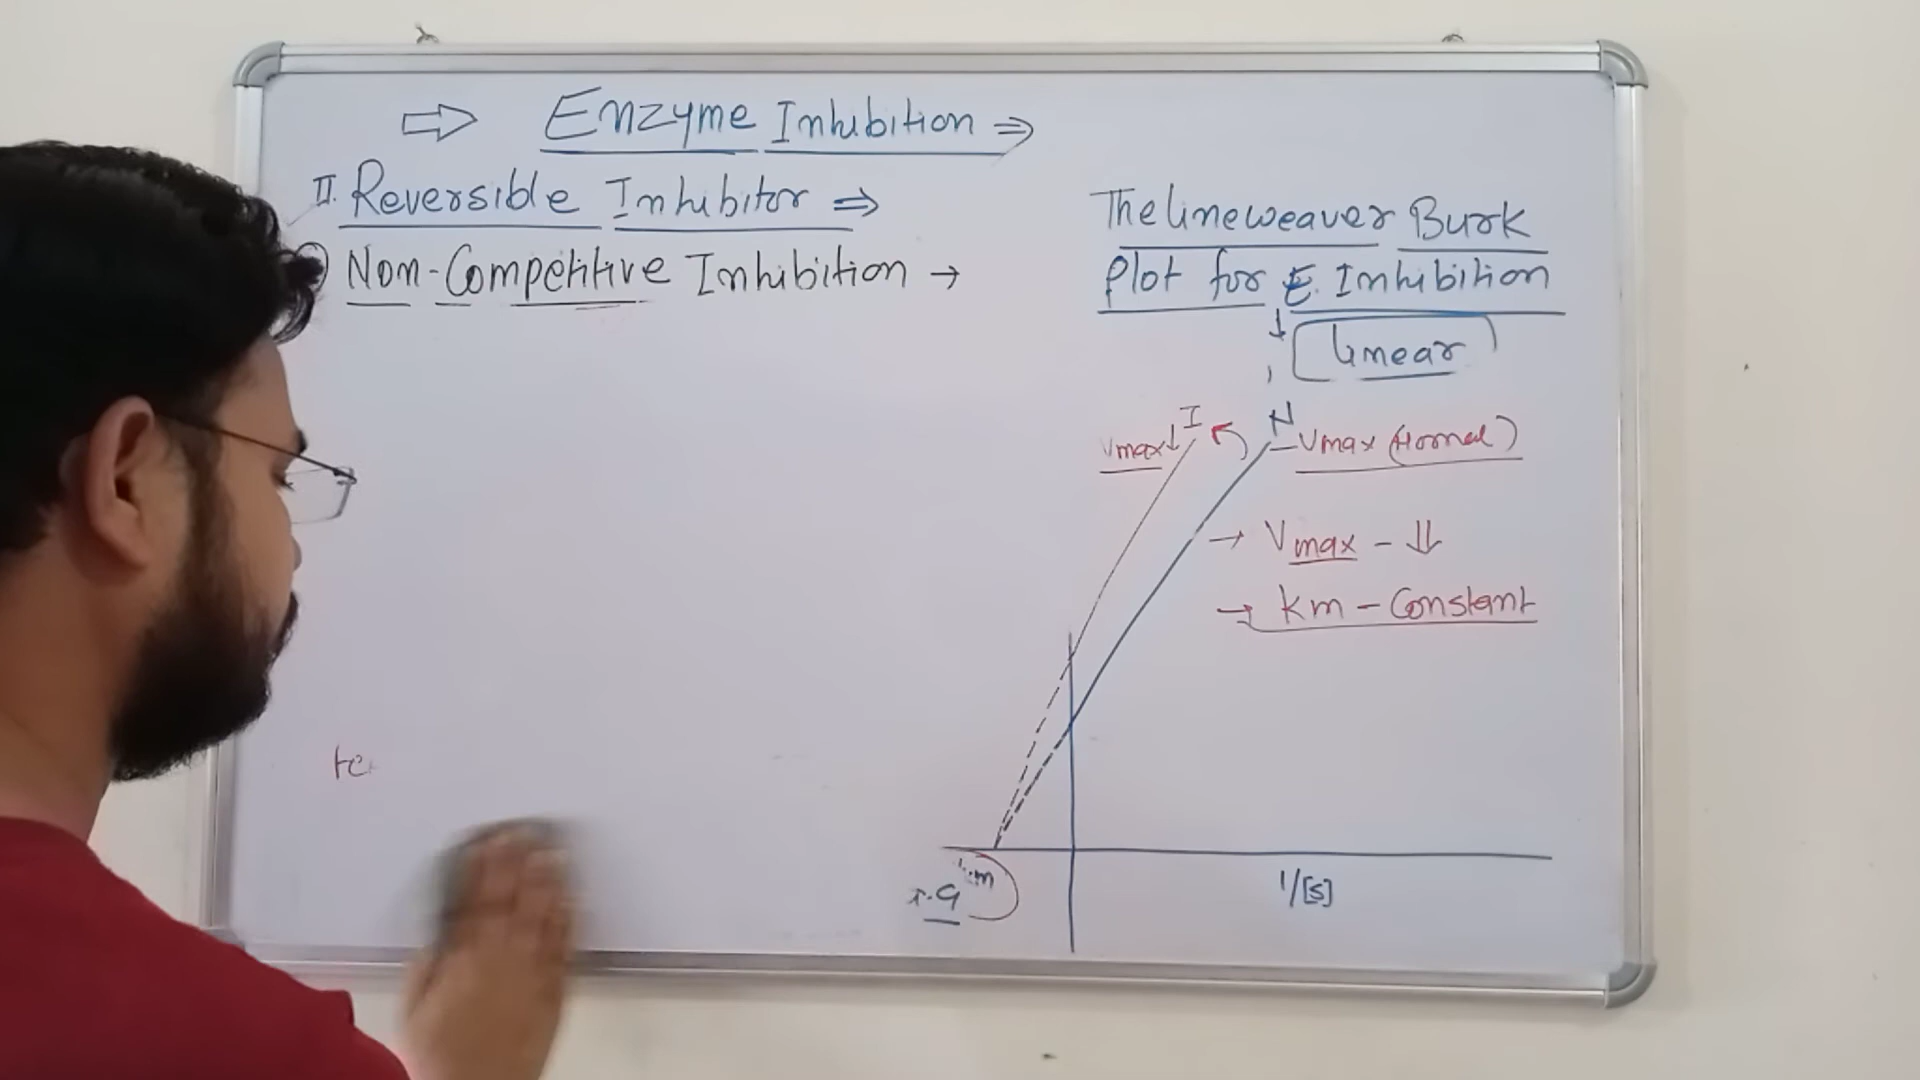 ⇒ Enzyme Inhibition ⇒
II. Reversible Inhibitor ⇒
Non-Competitive Inhibition →
The lineweaver Burk
Plot for E. Inhibition
↓
linear
I
N
Vmax↓
Vmax (Normal)
→ Vmax - ⇓
→ Km - Constant
1/[S]